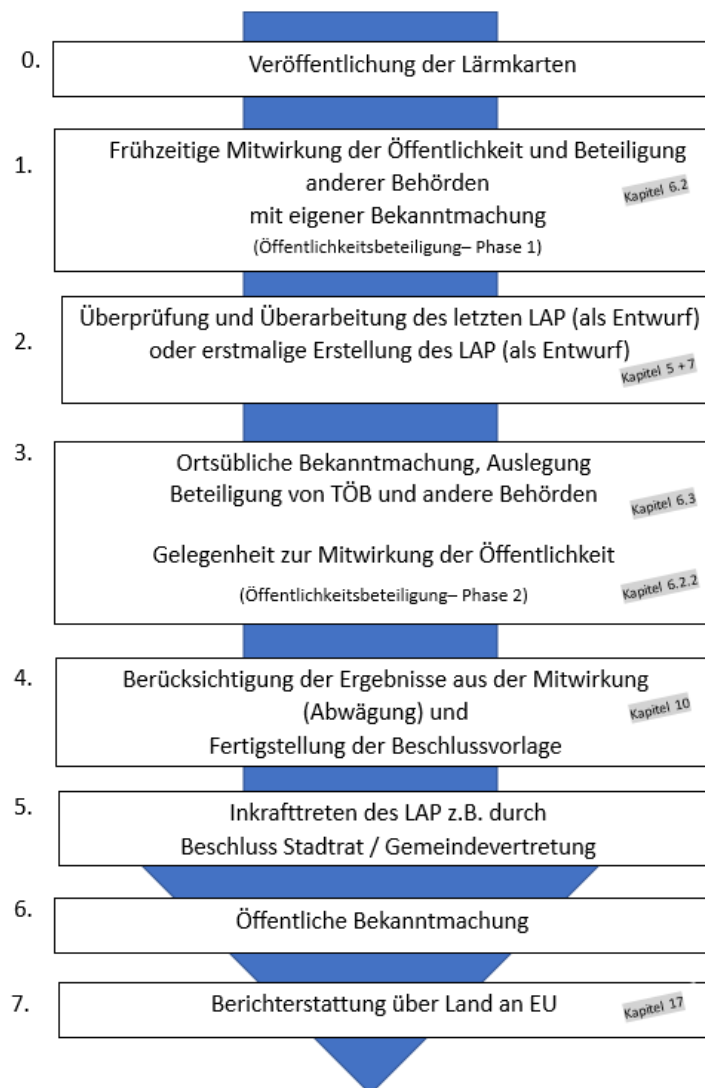 0.
Veröffentlichung der Lärmkarten
1.
Frühzeitige Mitwirkung der Öffentlichkeit und Beteiligung
anderer Behörden
mit eigener Bekanntmachung
Kapitel 6.2
(Öffentlichkeitsbeteiligung– Phase 1)
2.
Überprüfung und Überarbeitung des letzten LAP (als Entwurf)
oder erstmalige Erstellung des LAP (als Entwurf)
Kapitel 5 + 7
3.
Ortsübliche Bekanntmachung, Auslegung
Beteiligung von TÖB und andere Behörden
Kapitel 6.3
Gelegenheit zur Mitwirkung der Öffentlichkeit
(Öffentlichkeitsbeteiligung– Phase 2)
Kapitel 6.2.2
4.
Berücksichtigung der Ergebnisse aus der Mitwirkung
(Abwägung) und
Kapitel 10
Fertigstellung der Beschlussvorlage
5.
Inkrafttreten des LAP z.B. durch
Beschluss Stadtrat / Gemeindevertretung
6.
Öffentliche Bekanntmachung
7.
Berichterstattung über Land an EU
Kapitel 17